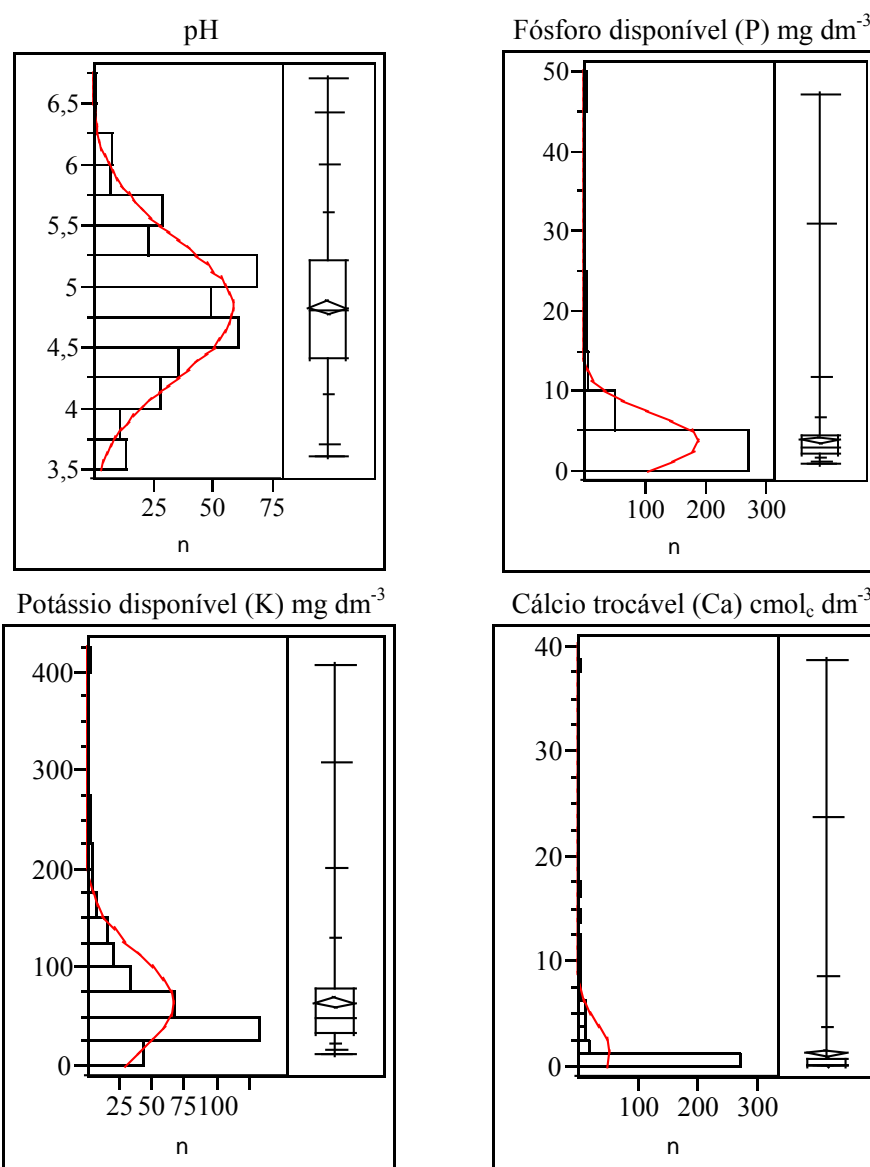 pH
6,5
6
5,5
5
4,5
4
3,5
25 50 75
n
Fósforo disponível (P) mg dm-3
50
40
30
20
10
0
100 200 300
n
Potássio disponível (K) mg dm-3
400
300
200
100
0
25 50 75 100
n
Cálcio trocável (Ca) cmolc dm-3
40
30
20
10
0
100 200 300
n